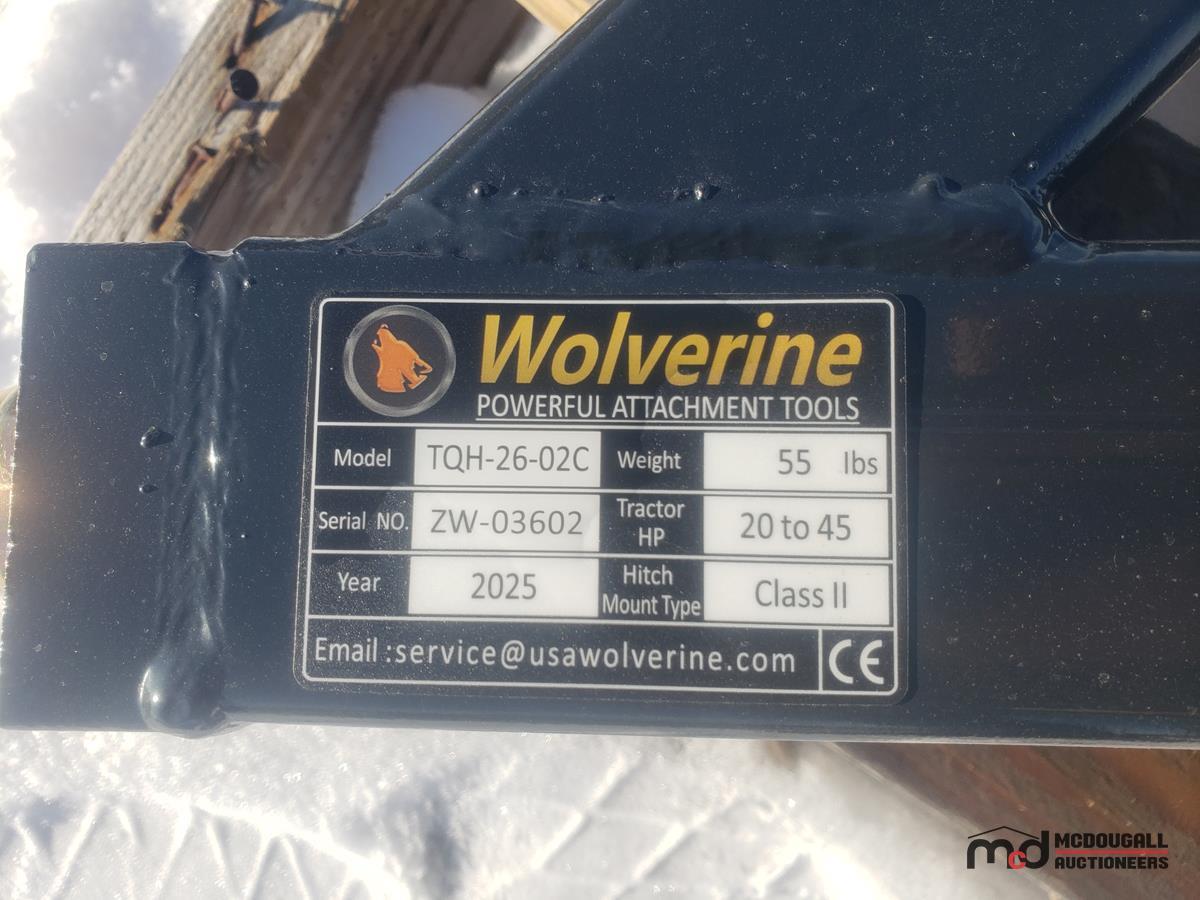 Wolverine
POWERFUL ATTACHMENT TOOLS
Model TQH-26-02C Weight 55 lbs
Serial NO. ZW-03602 Tractor HP 20 to 45
Year 2025 Hitch Mount Type Class II
Email :service@usawolverine.com CE
mcd MCDOUGALL
AUCTIONEERS